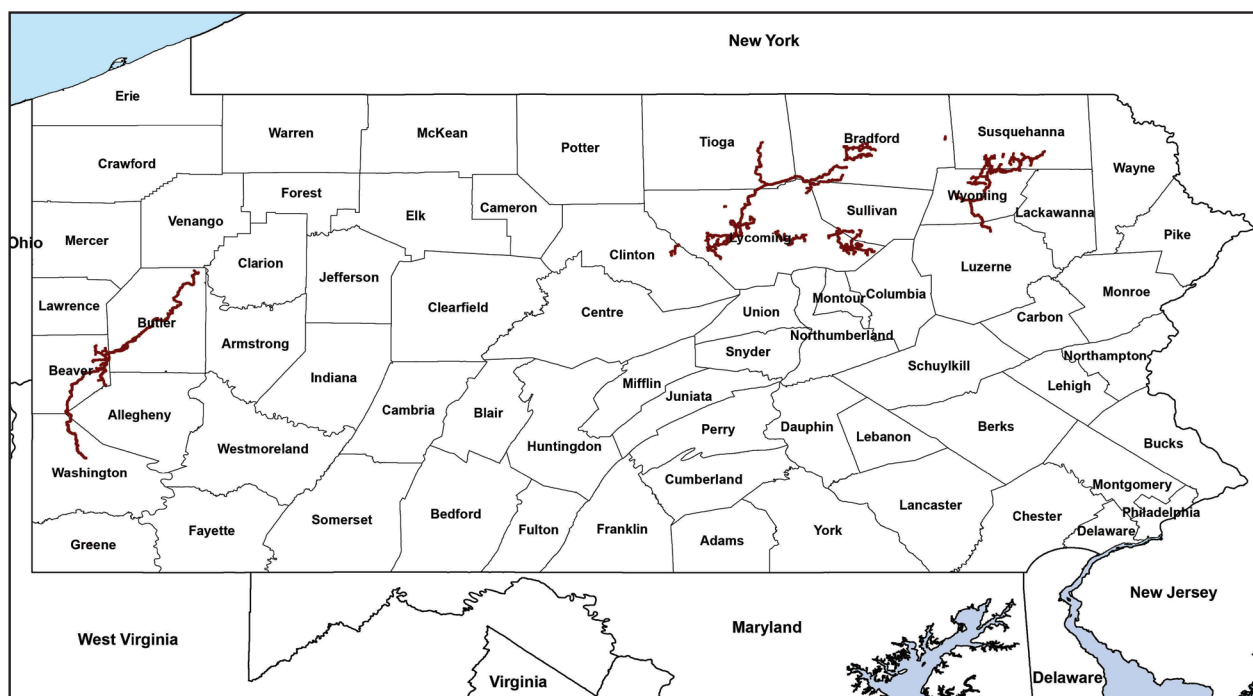 New York
Erie
Warren
McKean
Potter
Tioga
Bradford
Susquehanna
Crawford
Wayne
Forest
Elk
Cameron
Wyoming
Sullivan
Lackawanna
Venango
Ohio
Mercer
Lycoming
Pike
Clinton
Clarion
Jefferson
Luzerne
Lawrence
Clearfield
Centre
Union
Montour
Columbia
Monroe
Butler
Carbon
Armstrong
Northumberland
Snyder
Northampton
Beaver
Indiana
Schuylkill
Mifflin
Lehigh
Juniata
Allegheny
Cambria
Blair
Perry
Dauphin
Lebanon
Berks
Bucks
Westmoreland
Huntingdon
Washington
Cumberland
Montgomery
Lancaster
Philadelphia
Fayette
Somerset
Bedford
Fulton
Franklin
York
Chester
Delaware
Greene
Adams
New Jersey
West Virginia
Maryland
Virginia
Delaware